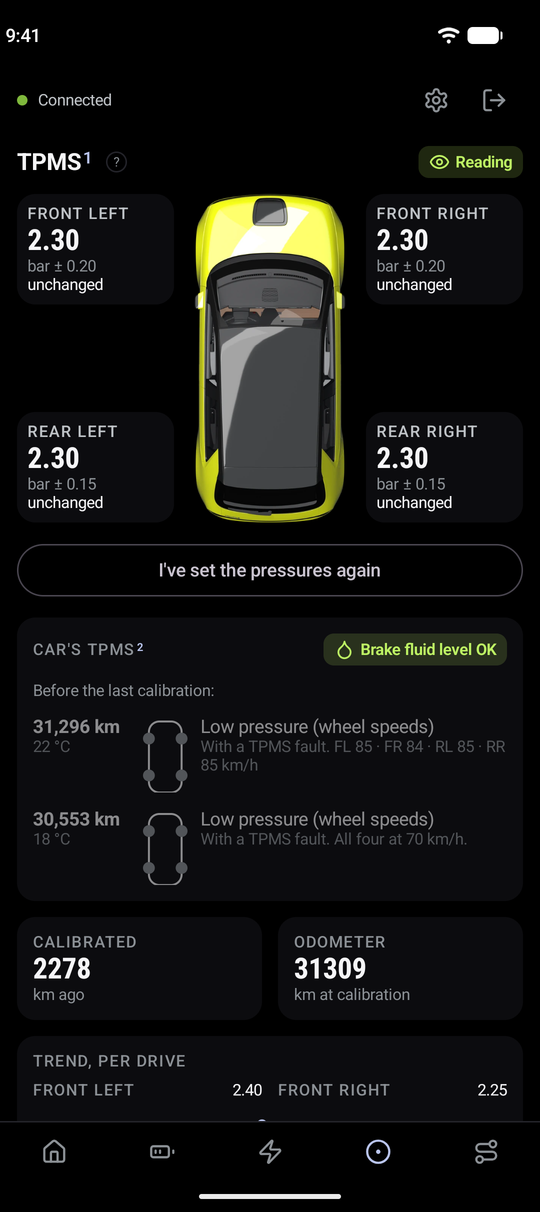 9:41
Connected
TPMS¹ ?
Reading
FRONT LEFT
2.30
bar ± 0.20
unchanged
FRONT RIGHT
2.30
bar ± 0.20
unchanged
REAR LEFT
2.30
bar ± 0.15
unchanged
REAR RIGHT
2.30
bar ± 0.15
unchanged
I've set the pressures again
CAR'S TPMS²
Brake fluid level OK
Before the last calibration:
31,296 km
22 °C
Low pressure (wheel speeds)
With a TPMS fault. FL 85 · FR 84 · RL 85 · RR
85 km/h
30,553 km
18 °C
Low pressure (wheel speeds)
With a TPMS fault. All four at 70 km/h.
CALIBRATED
2278
km ago
ODOMETER
31309
km at calibration
TREND, PER DRIVE
FRONT LEFT 2.40
FRONT RIGHT 2.25